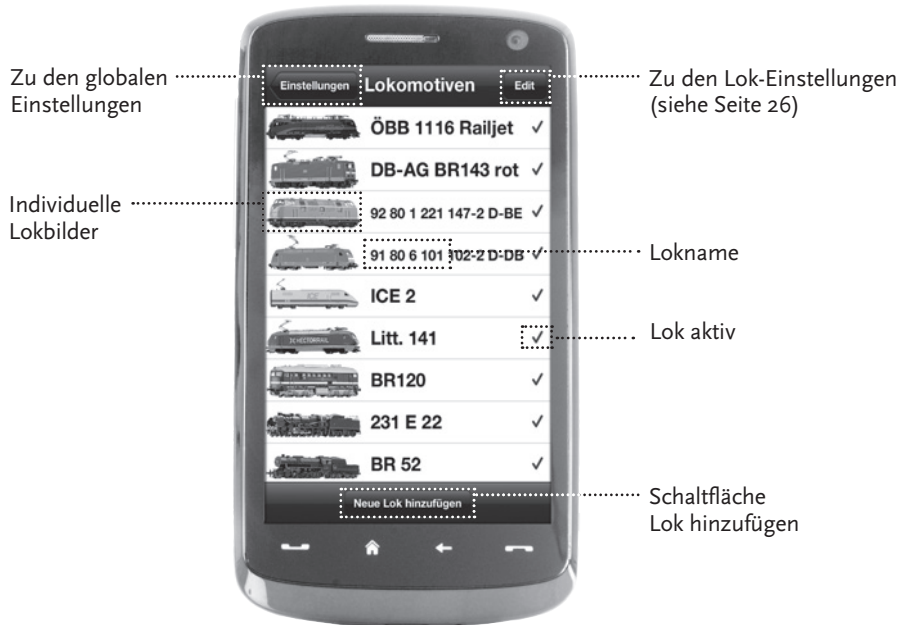 Zu den globalen
Einstellungen
Einstellungen Lokomotiven Edit
Zu den Lok-Einstellungen
(siehe Seite 26)
ÖBB 1116 Railjet ✓
DB-AG BR143 rot ✓
Individuelle
Lokbilder
92 80 1 221 147-2 D-BE ✓
91 80 6 101 102-2 D-DB ✓
Lokname
ICE 2 ✓
Litt. 141 ✓
Lok aktiv
BR120 ✓
231 E 22 ✓
BR 52 ✓
Neue Lok hinzufügen
Schaltfläche
Lok hinzufügen